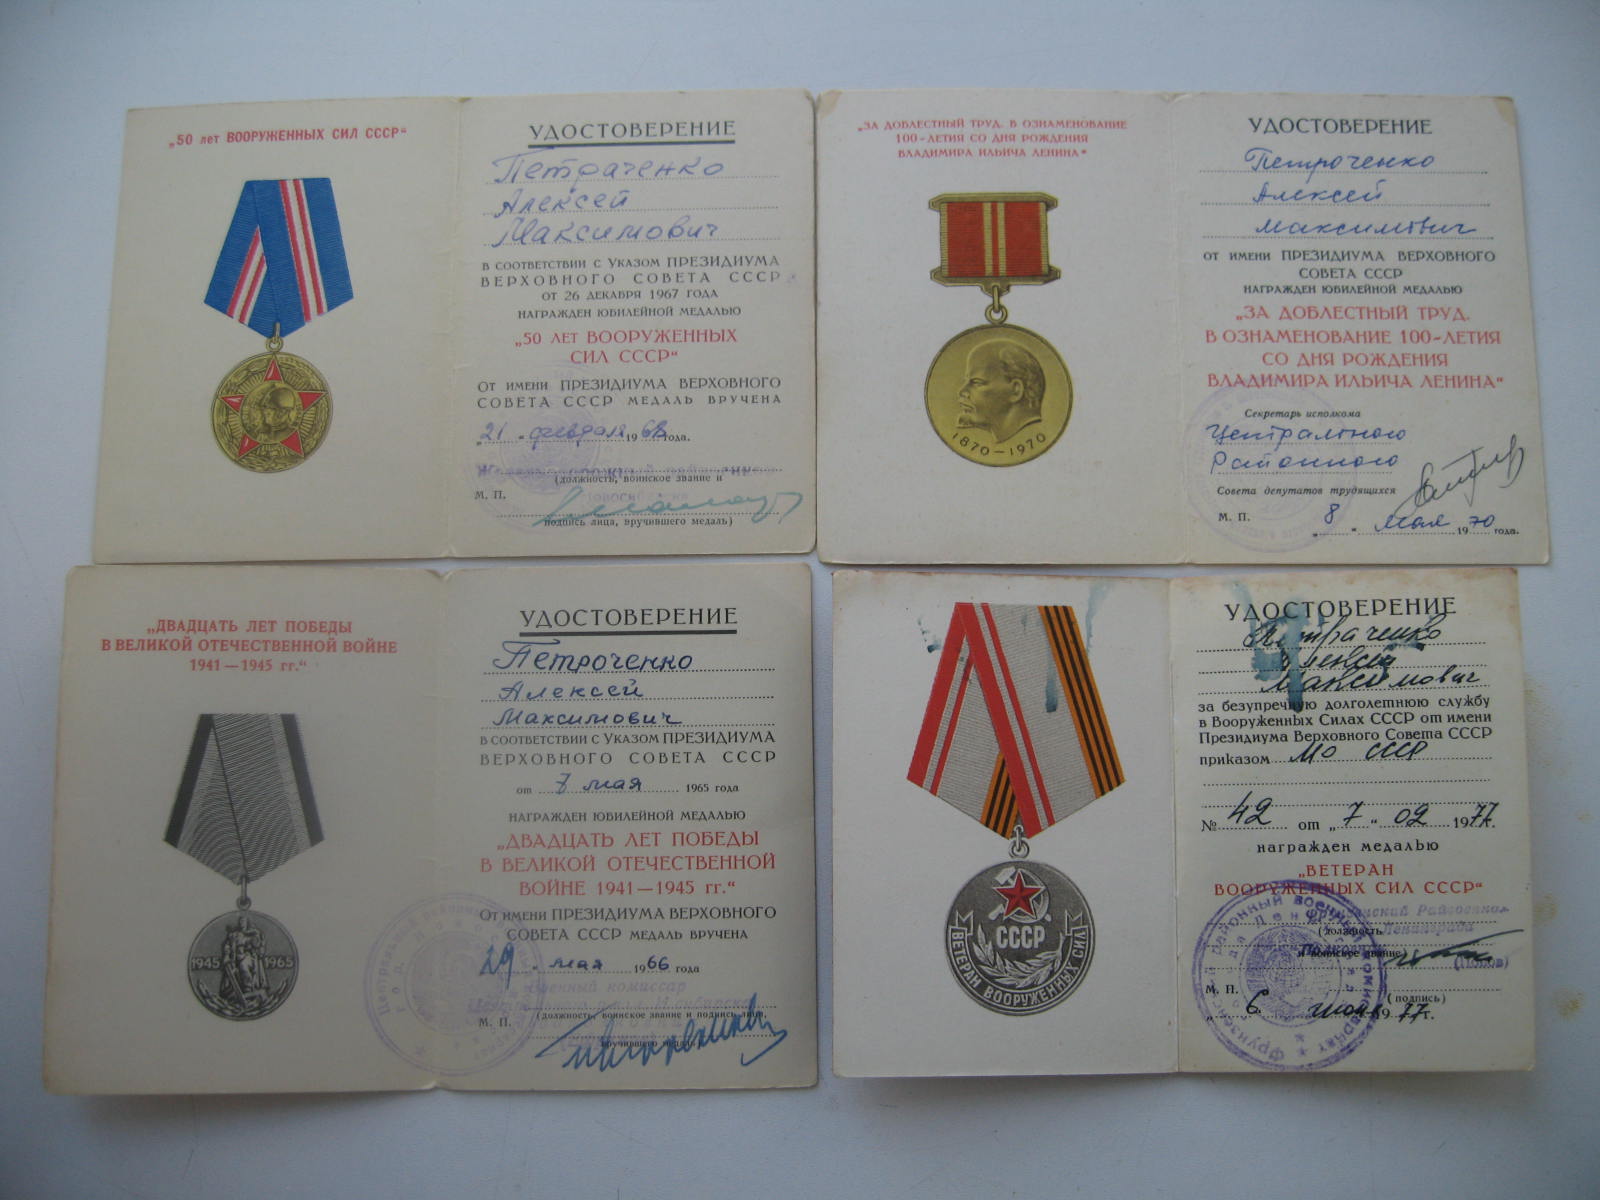 „50 лет ВООРУЖЕННЫХ СИЛ СССР“
УДОСТОВЕРЕНИЕ
Петраченко
Алексей
Максимович
в соответствии с Указом ПРЕЗИДИУМА
ВЕРХОВНОГО СОВЕТА СССР
от 26 декабря 1967 года
награжден юбилейной медалью
„50 лет ВООРУЖЕННЫХ
СИЛ СССР“
От имени ПРЕЗИДИУМА ВЕРХОВНОГО
СОВЕТА СССР медаль вручена
„21„ февраля 1968 года.
(должность, воинское звание и
М. П.
подпись лица, вручившего медаль)
„ЗА ДОБЛЕСТНЫЙ ТРУД. В ОЗНАМЕНОВАНИЕ
100-ЛЕТИЯ СО ДНЯ РОЖДЕНИЯ
ВЛАДИМИРА ИЛЬИЧА ЛЕНИНА“
1870-1970
УДОСТОВЕРЕНИЕ
Петроченко
Алексей
Максимович
от имени ПРЕЗИДИУМА ВЕРХОВНОГО
СОВЕТА СССР
награжден юбилейной медалью
„ЗА ДОБЛЕСТНЫЙ ТРУД.
В ОЗНАМЕНОВАНИЕ 100-ЛЕТИЯ
СО ДНЯ РОЖДЕНИЯ
ВЛАДИМИРА ИЛЬИЧА ЛЕНИНА“
Секретарь исполкома
Центрального
Районного
Совета депутатов трудящихся
М. П. 8
„ “ мая 1970 года.
„ДВАДЦАТЬ ЛЕТ ПОБЕДЫ
В ВЕЛИКОЙ ОТЕЧЕСТВЕННОЙ ВОЙНЕ
1941—1945 гг.“
1945 1965
УДОСТОВЕРЕНИЕ
Петроченко
Алексей
Максимович
в соответствии с Указом ПРЕЗИДИУМА
ВЕРХОВНОГО СОВЕТА СССР
от 7 мая 1965 года
награжден юбилейной медалью
„ДВАДЦАТЬ ЛЕТ ПОБЕДЫ
В ВЕЛИКОЙ ОТЕЧЕСТВЕННОЙ
ВОЙНЕ 1941—1945 гг.“
От имени ПРЕЗИДИУМА ВЕРХОВНОГО
СОВЕТА СССР медаль вручена
29 „ мая 1966 года
Военный комиссар
(должность, воинское звание и подпись лица,
М. П.
вручившего медаль)
СССР
ВЕТЕРАН ВООРУЖЕННЫХ СИЛ
УДОСТОВЕРЕНИЕ
Петраченко
Алексей
Максимович
за безупречную долголетнюю службу
в Вооруженных Силах СССР от имени
Президиума Верховного Совета СССР
приказом МО СССР
№ 42 от „7“ 02 1977г.
награжден медалью
„ВЕТЕРАН
ВООРУЖЕННЫХ СИЛ СССР“
(должность Ленинграда
и воинское звание
М. П. (подпись)
6 1977г.